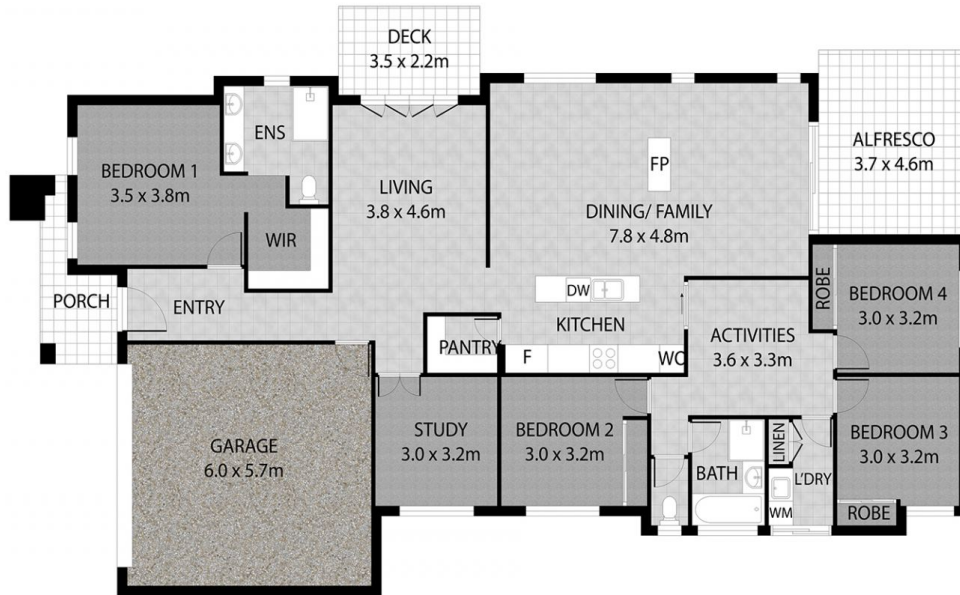 DECK
3.5 x 2.2m
ENS
BEDROOM 1
3.5 x 3.8m
LIVING
3.8 x 4.6m
FP
ALFRESCO
3.7 x 4.6m
DINING/ FAMILY
7.8 x 4.8m
WIR
PORCH
ENTRY
DW
KITCHEN
ROBE
BEDROOM 4
3.0 x 3.2m
ACTIVITIES
3.6 x 3.3m
PANTRY
F
WO
GARAGE
6.0 x 5.7m
STUDY
3.0 x 3.2m
BEDROOM 2
3.0 x 3.2m
BATH
LINEN
L'DRY
WM
BEDROOM 3
3.0 x 3.2m
ROBE